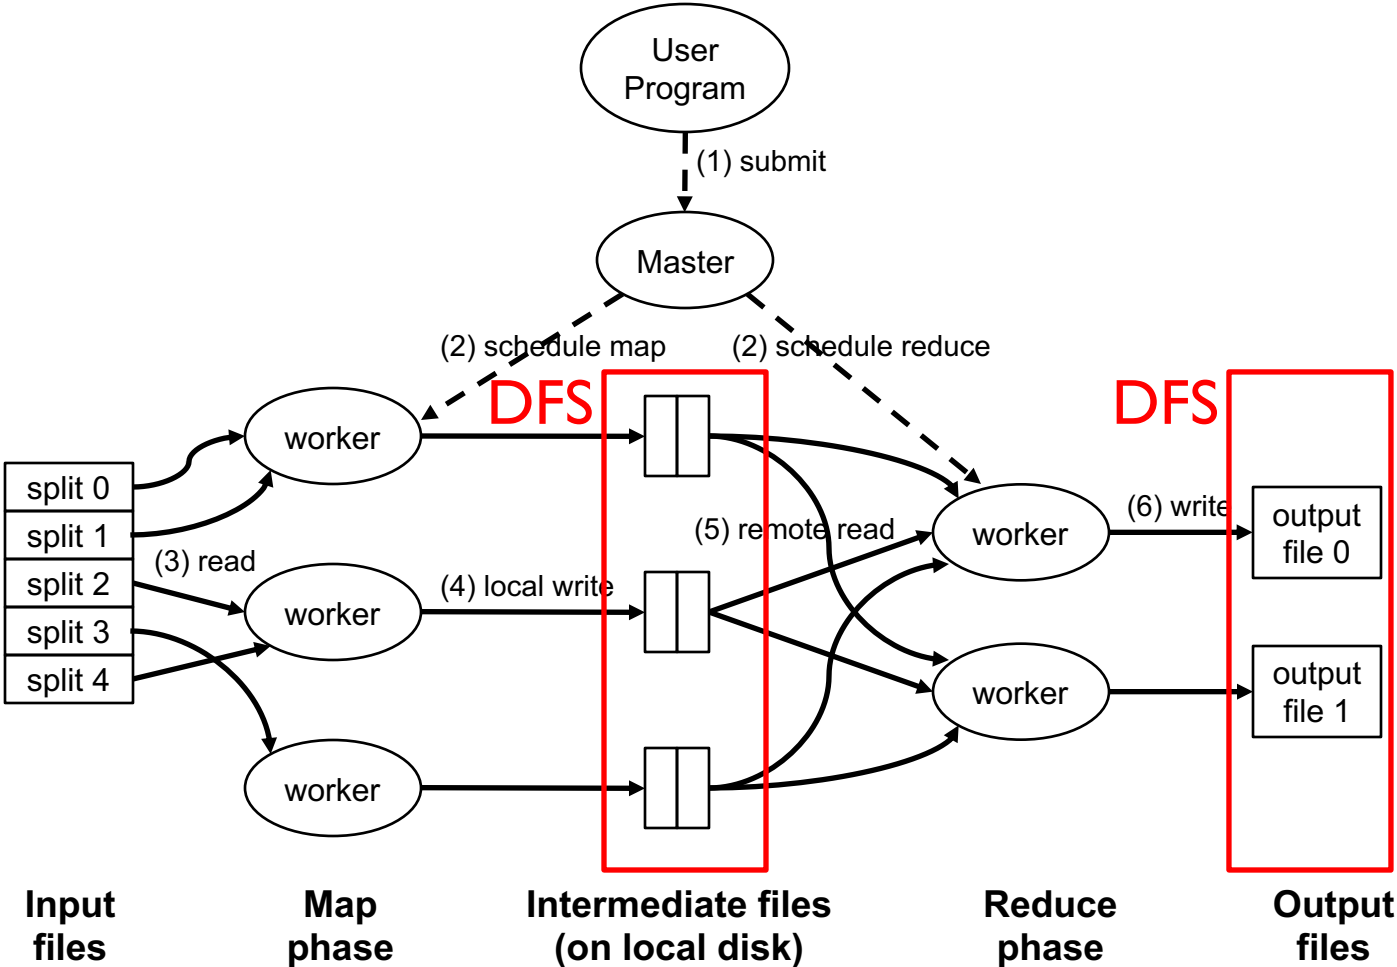 User
Program
(1) submit
Master
(2) schedule map
(2) schedule reduce
DFS
DFS
worker
split 0
split 1
split 2
split 3
split 4
(3) read
worker
(4) local write
worker
(5) remote read
worker
(6) write
output
file 0
worker
output
file 1
Input
files
Map
phase
Intermediate files
(on local disk)
Reduce
phase
Output
files